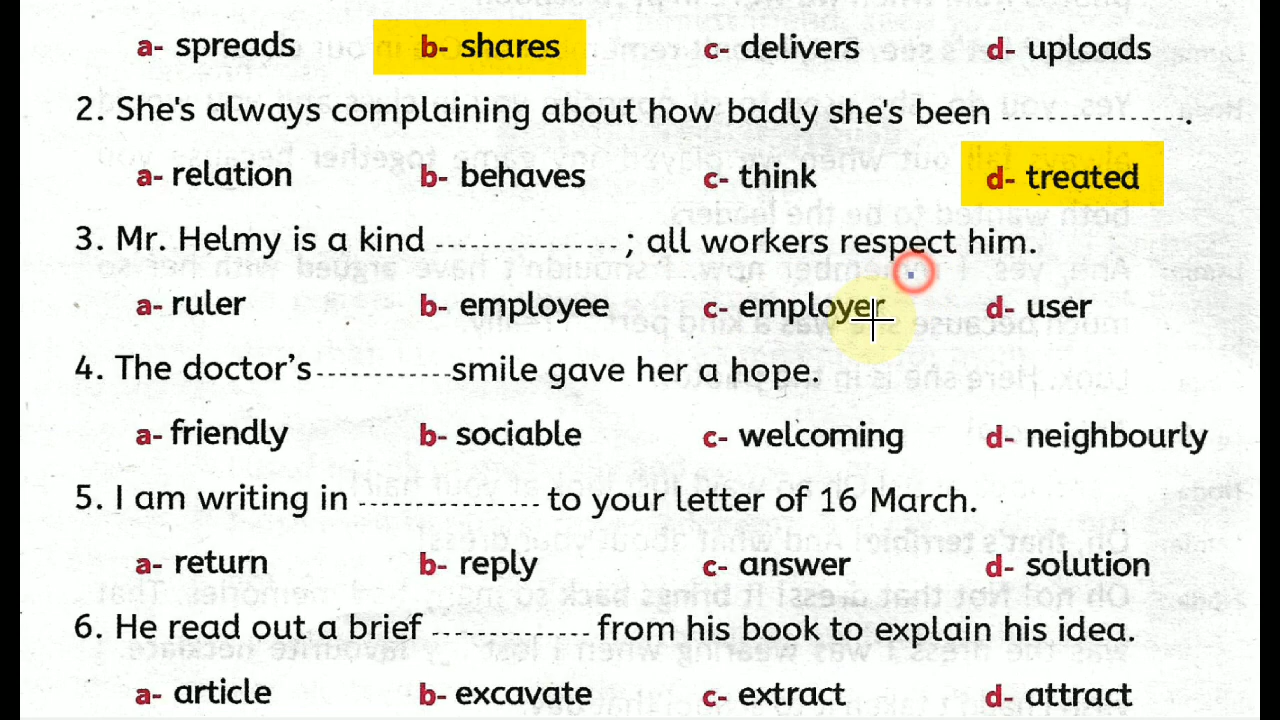 a- spreads b- shares c- delivers d- uploads
2. She's always complaining about how badly she's been ................
a- relation b- behaves c- think d- treated
3. Mr. Helmy is a kind --------------- ; all workers respect him.
a- ruler b- employee c- employer d- user
4. The doctor’s------------smile gave her a hope.
a- friendly b- sociable c- welcoming d- neighbourly
5. I am writing in --------------- to your letter of 16 March.
a- return b- reply c- answer d- solution
6. He read out a brief ------------- from his book to explain his idea.
a- article b- excavate c- extract d- attract